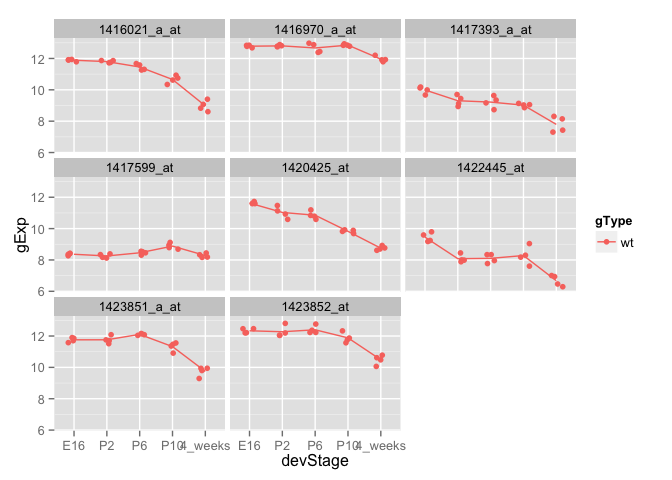 1416021_a_at 1416970_a_at 1417393_a_at
12
10
8
6
1417599_at 1420425_at 1422445_at
12
10
8
6
1423851_a_at 1423852_at
12
10
8
6
E16 P2 P6 P10 4_weeks E16 P2 P6 P10 4_weeks
devStage
gExp
gType
wt